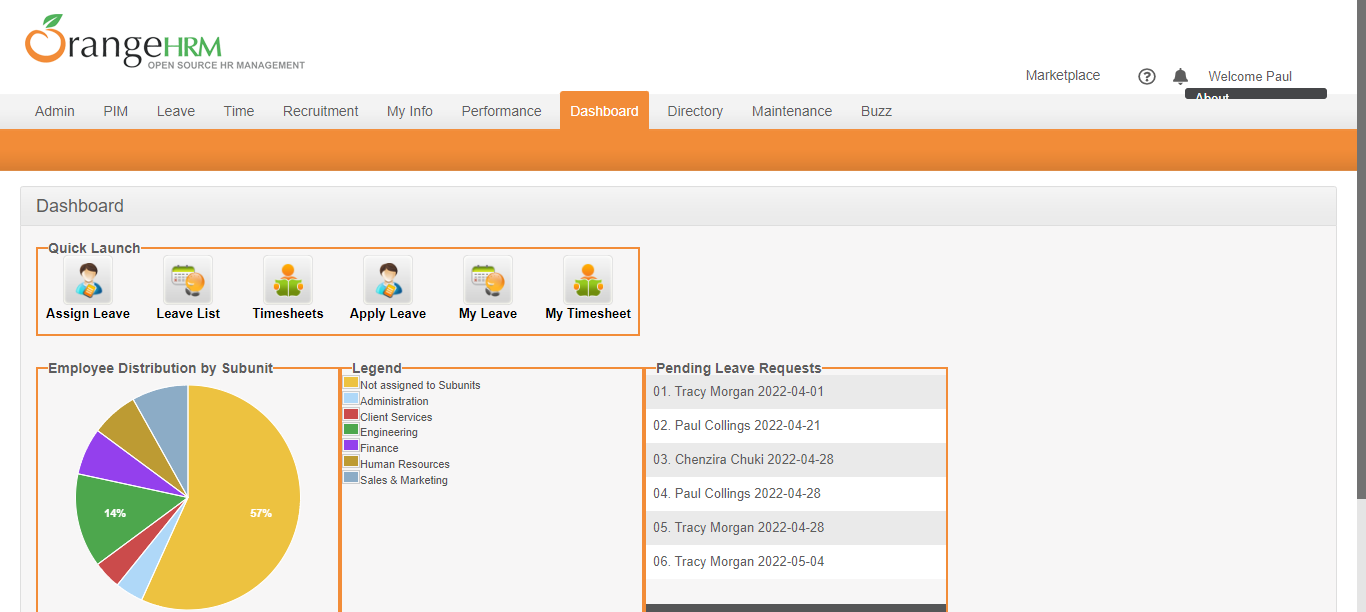 OrangeHRM
OPEN SOURCE HR MANAGEMENT
Marketplace
?
Welcome Paul
About
Admin PIM Leave Time Recruitment My Info Performance Dashboard Directory Maintenance Buzz
Dashboard
Quick Launch
Assign Leave Leave List Timesheets Apply Leave My Leave My Timesheet
Employee Distribution by Subunit
57%
14%
Legend
Not assigned to Subunits
Administration
Client Services
Engineering
Finance
Human Resources
Sales & Marketing
Pending Leave Requests
01. Tracy Morgan 2022-04-01
02. Paul Collings 2022-04-21
03. Chenzira Chuki 2022-04-28
04. Paul Collings 2022-04-28
05. Tracy Morgan 2022-04-28
06. Tracy Morgan 2022-05-04